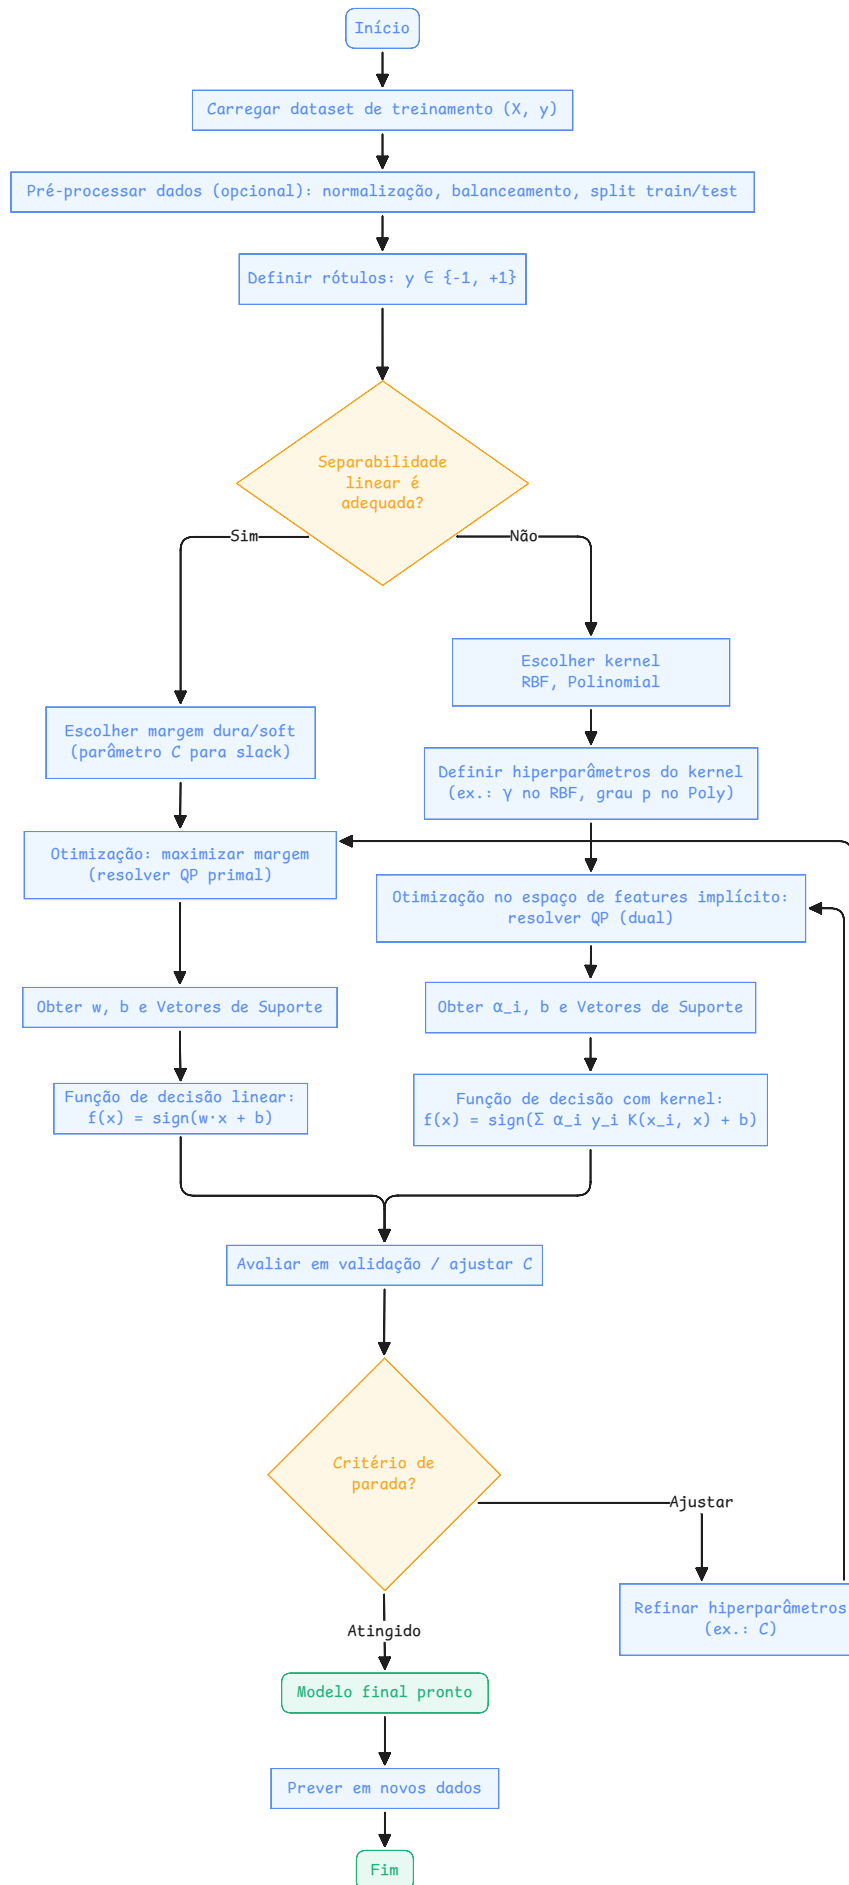 Início
Carregar dataset de treinamento (X, y)
Pré-processar dados (opcional): normalização, balanceamento, split train/test
Definir rótulos: y ∈ {-1, +1}
Separabilidade
linear é
adequada?
Sim
Não
Escolher kernel
RBF, Polinomial
Escolher margem dura/soft
(parâmetro C para slack)
Definir hiperparâmetros do kernel
(ex.: γ no RBF, grau p no Poly)
Otimização: maximizar margem
(resolver QP primal)
Otimização no espaço de features implícito:
resolver QP (dual)
Obter w, b e Vetores de Suporte
Obter α_i, b e Vetores de Suporte
Função de decisão linear:
f(x) = sign(w·x + b)
Função de decisão com kernel:
f(x) = sign(Σ α_i y_i K(x_i, x) + b)
Avaliar em validação / ajustar C
Critério de
parada?
Ajustar
Refinar hiperparâmetros
(ex.: C)
Atingido
Modelo final pronto
Prever em novos dados
Fim